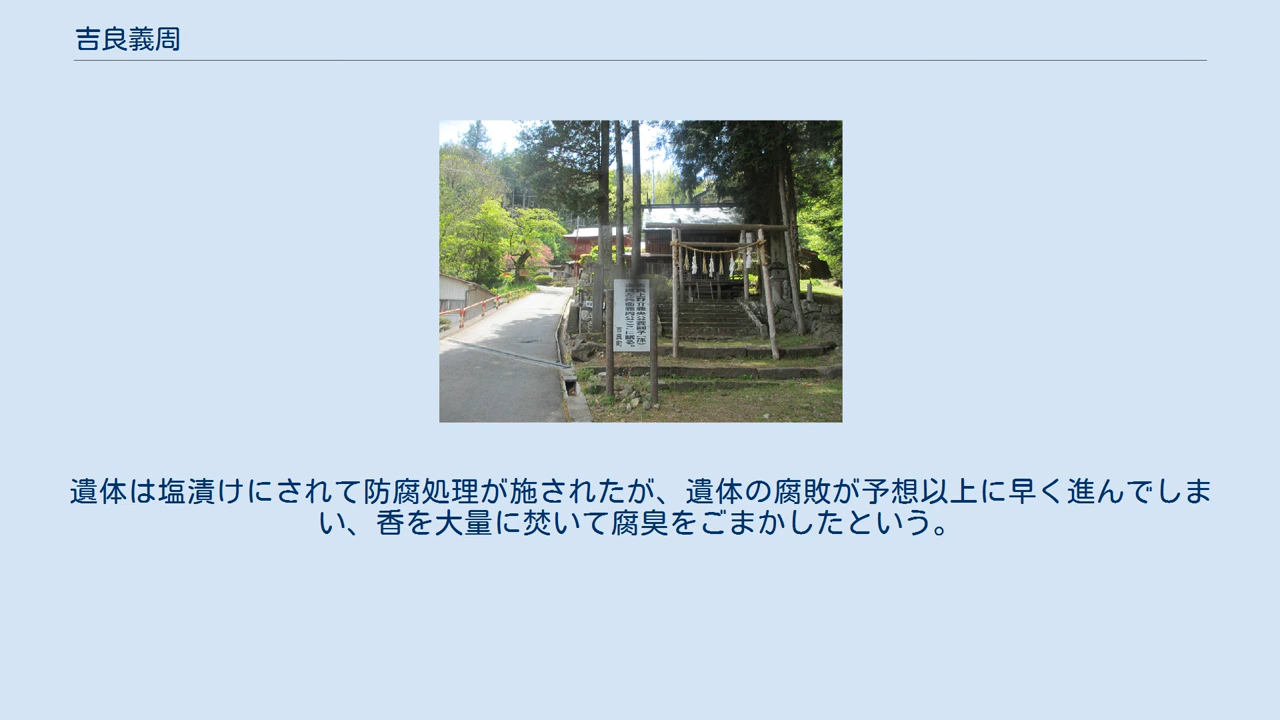 吉良義周
遺体は塩漬けにされて防腐処理が施されたが、遺体の腐敗が予想以上に早く進んでしま
い、香を大量に焚いて腐臭をごまかしたという。